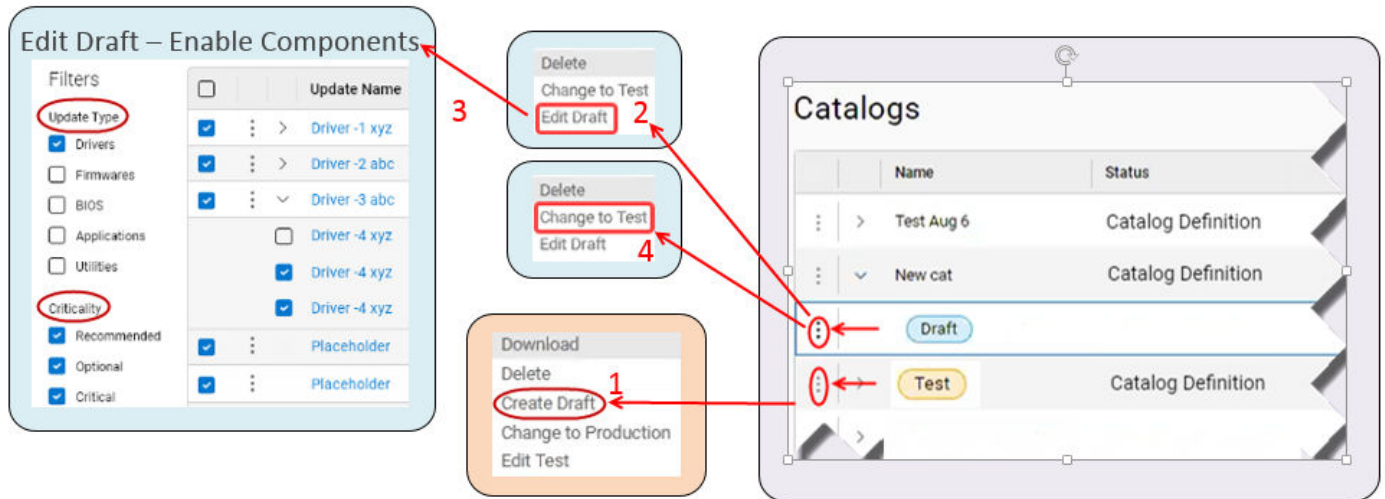 Edit Draft – Enable Components
Filters
Update Type
Drivers
Firmwares
BIOS
Applications
Utilities
Criticality
Recommended
Optional
Critical
Update Name
Driver -1 xyz
Driver -2 abc
Driver -3 abc
Driver -4 xyz
Driver -4 xyz
Driver -4 xyz
Placeholder
Placeholder
3
Delete
Change to Test
Edit Draft
2
Delete
Change to Test
Edit Draft
4
Download
Delete
1
Create Draft
Change to Production
Edit Test
Catalogs
Name Status
Test Aug 6 Catalog Definition
New cat Catalog Definition
Draft
Test Catalog Definition